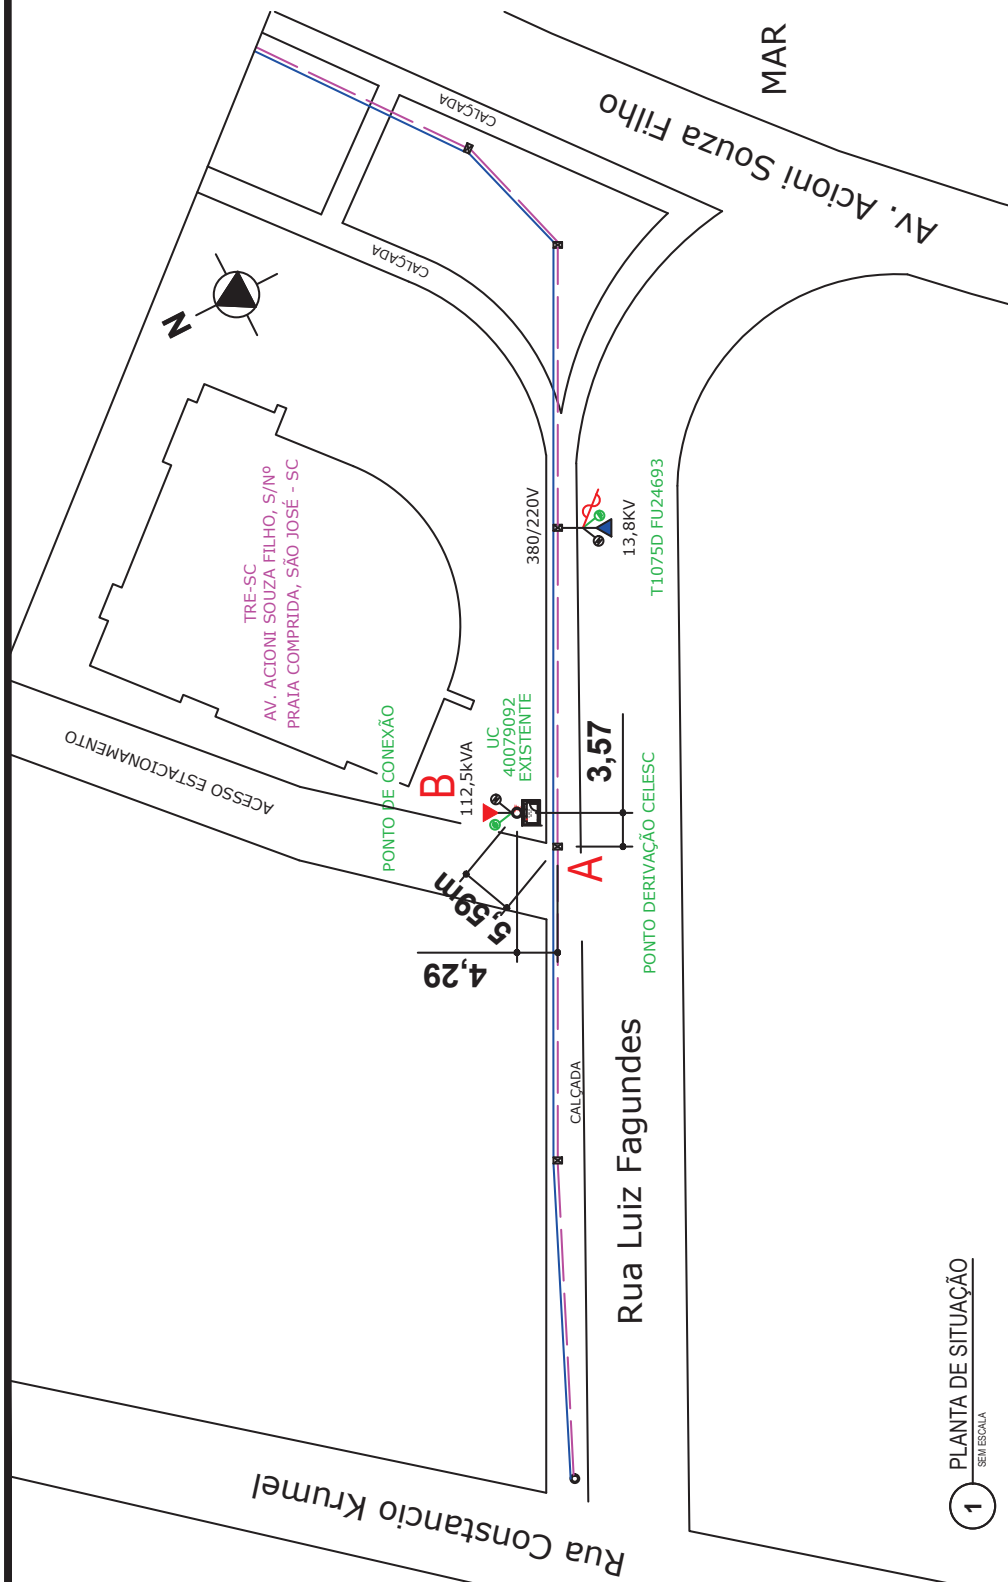 MAR
Av. Acioni Souza Filho
CALÇADA
CALÇADA
N
TRE-SC
AV. ACIONI SOUZA FILHO, S/Nº
PRAIA COMPRIDA, SÃO JOSÉ - SC
380/220V
13,8KV
T1075D FU24693
ACESSO ESTACIONAMENTO
PONTO DE CONEXÃO
B
112,5kVA
UC
40079092
EXISTENTE
3,57
A
PONTO DERIVAÇÃO CELESC
5,59m
4,29
CALÇADA
Rua Luiz Fagundes
Rua Constancio Krumel
1
PLANTA DE SITUAÇÃO
SEM ESCALA